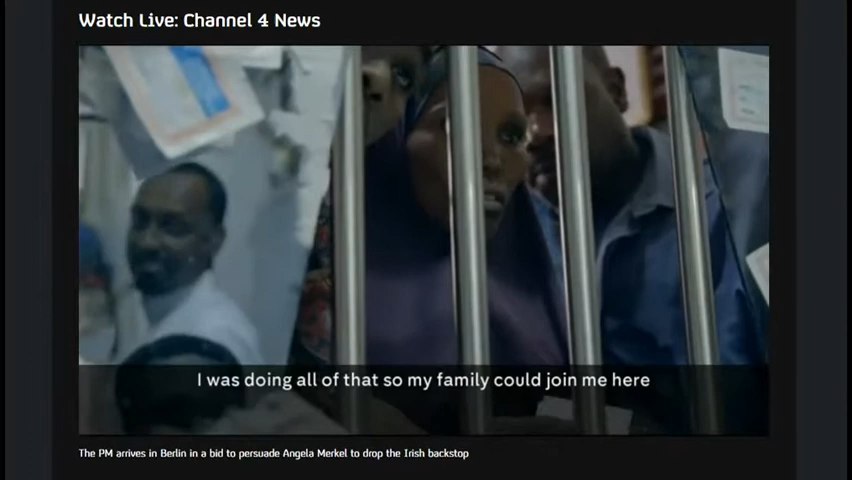 Watch Live: Channel 4 News
I was doing all of that so my family could join me here
The PM arrives in Berlin in a bid to persuade Angela Merkel to drop the Irish backstop